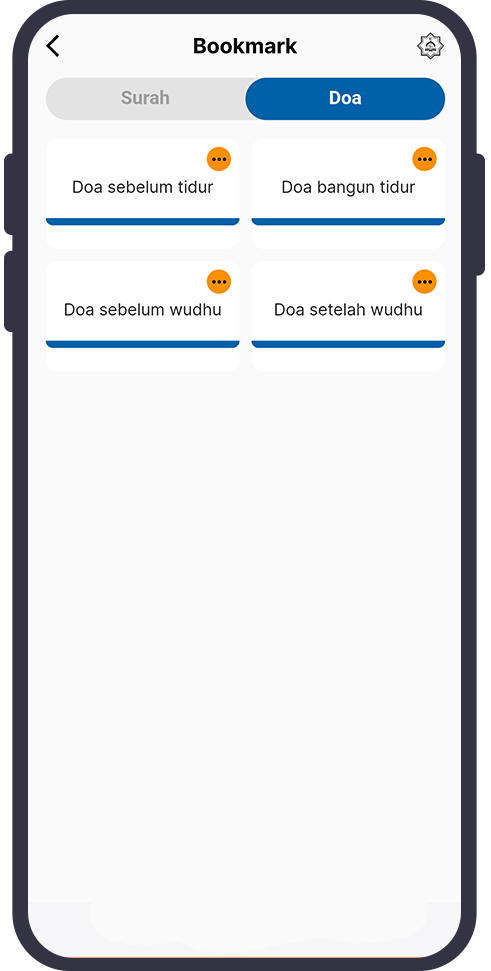 Bookmark
Surah
Doa
Doa sebelum tidur
Doa bangun tidur
Doa sebelum wudhu
Doa setelah wudhu